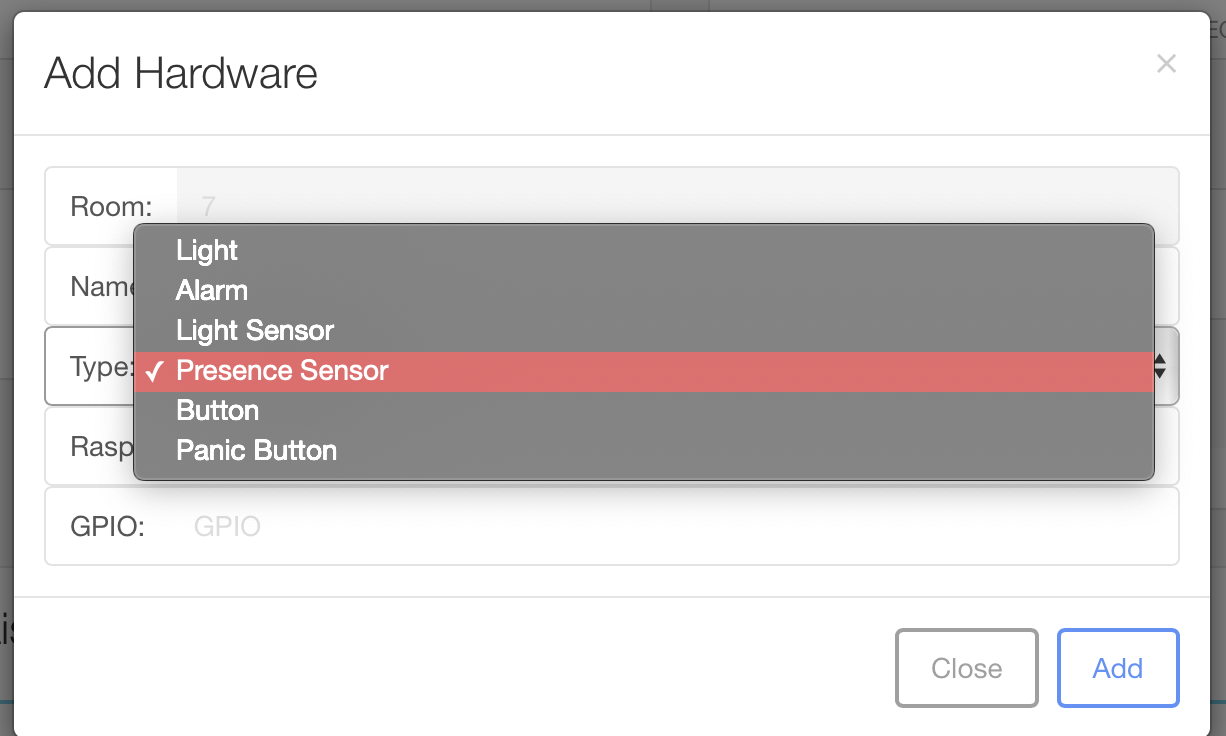 Add Hardware
×
Room: 7
Light
Alarm
Name
Light Sensor
Type:
✓ Presence Sensor
Button
Rasp
Panic Button
GPIO: GPIO
Close Add